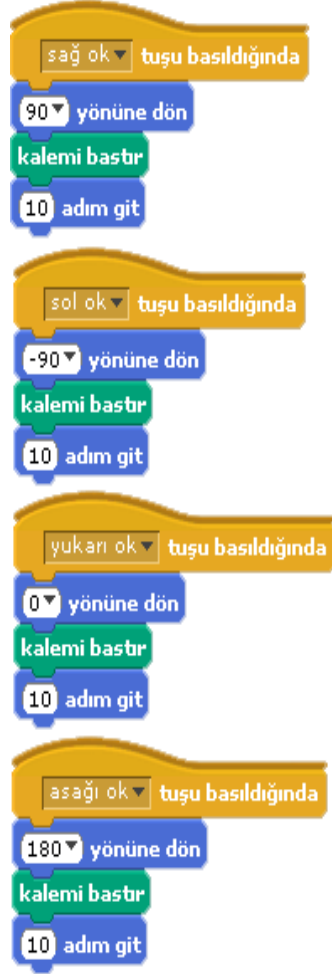 sağ ok tuşu basıldığında
90 yönüne dön
kalemi bastır
10 adım git
sol ok tuşu basıldığında
-90 yönüne dön
kalemi bastır
10 adım git
yukarı ok tuşu basıldığında
0 yönüne dön
kalemi bastır
10 adım git
asağı ok tuşu basıldığında
180 yönüne dön
kalemi bastır
10 adım git